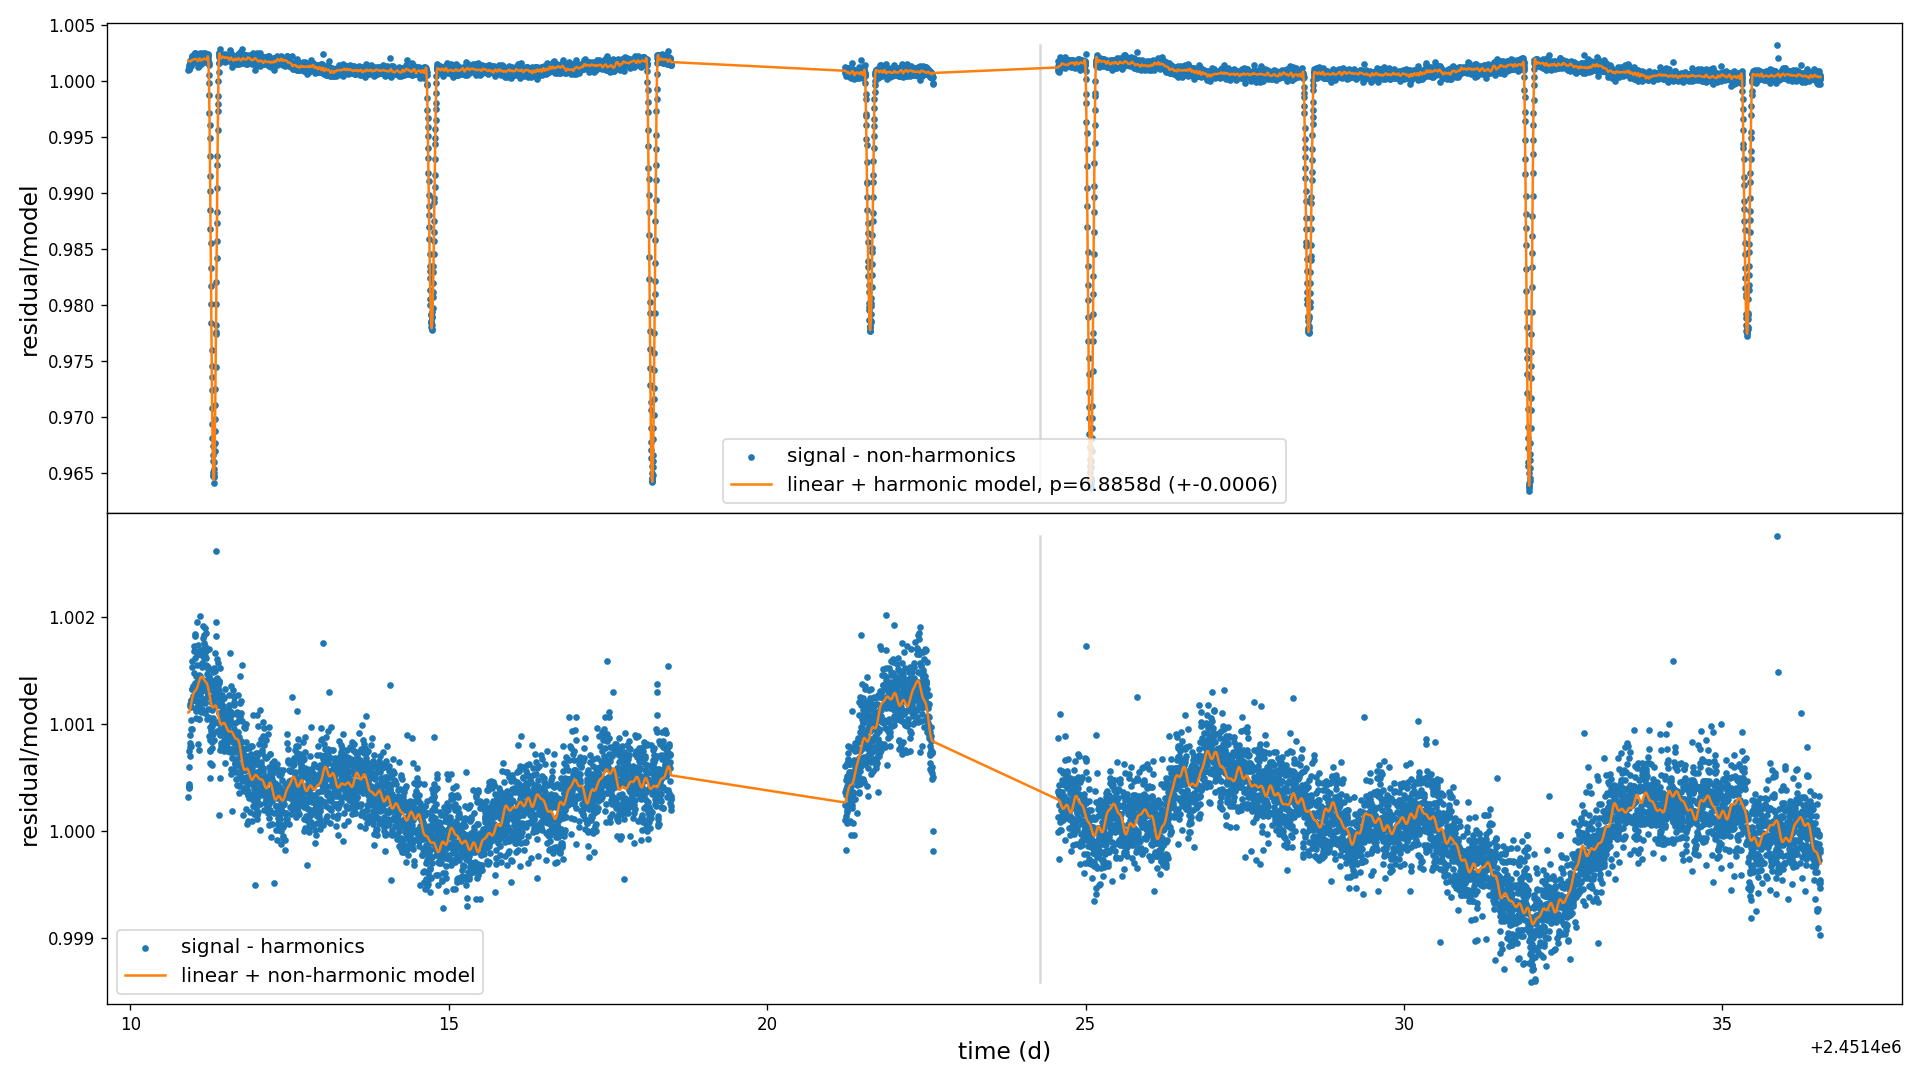 1.005
1.000
0.995
0.990
0.985
0.980
0.975
0.970
0.965
residual/model
signal - non-harmonics
linear + harmonic model, p=6.8858d (+-0.0006)
1.002
1.001
1.000
0.999
residual/model
signal - harmonics
linear + non-harmonic model
10 15 20 25 30 35
time (d)
+2.4514e6